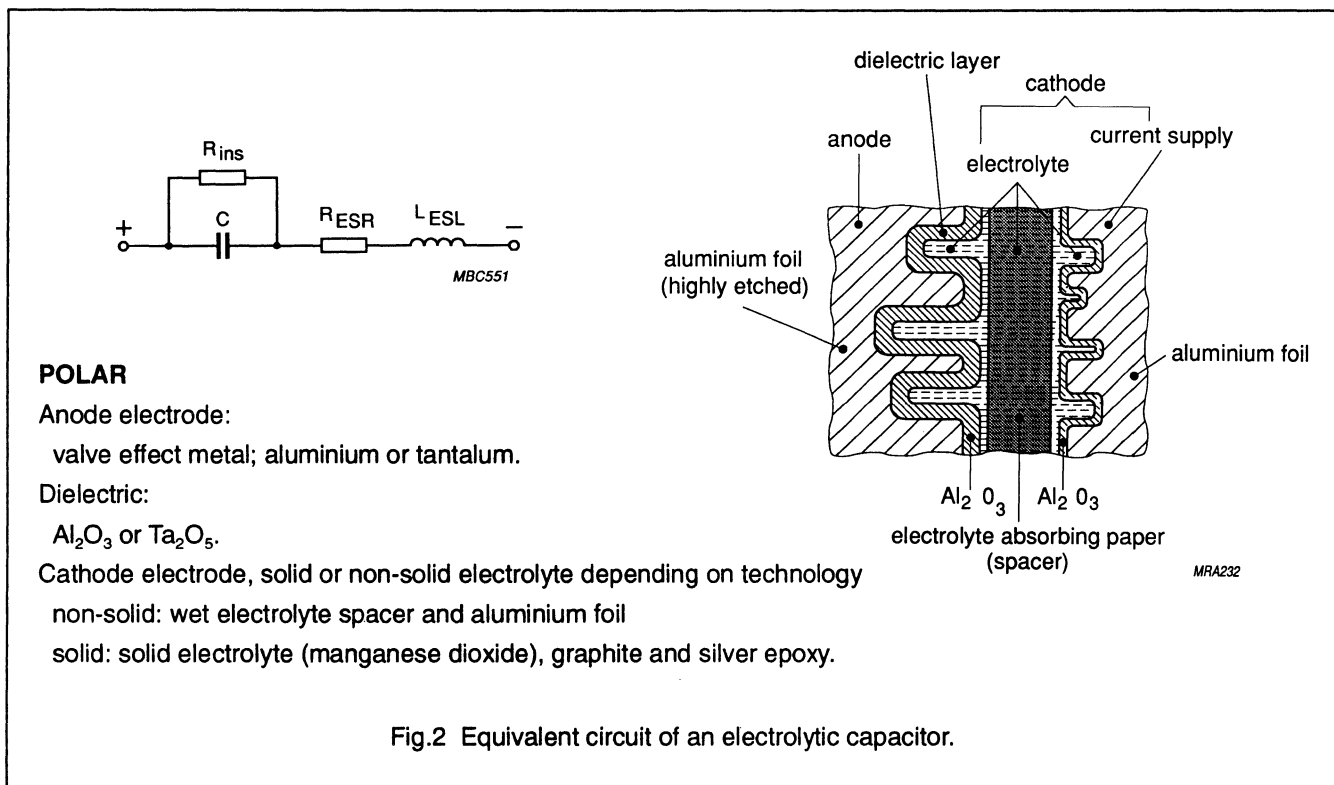 dielectric layer
cathode
anode
electrolyte
current supply
R ins
C
R ESR
L ESL
+
−
MBC551
aluminium foil
(highly etched)
aluminium foil
Al2 03
Al2 03
electrolyte absorbing paper
(spacer)
MRA232
POLAR
Anode electrode:
valve effect metal; aluminium or tantalum.
Dielectric:
Al₂O₃ or Ta₂O₅.
Cathode electrode, solid or non-solid electrolyte depending on technology
non-solid: wet electrolyte spacer and aluminium foil
solid: solid electrolyte (manganese dioxide), graphite and silver epoxy.
Fig.2 Equivalent circuit of an electrolytic capacitor.